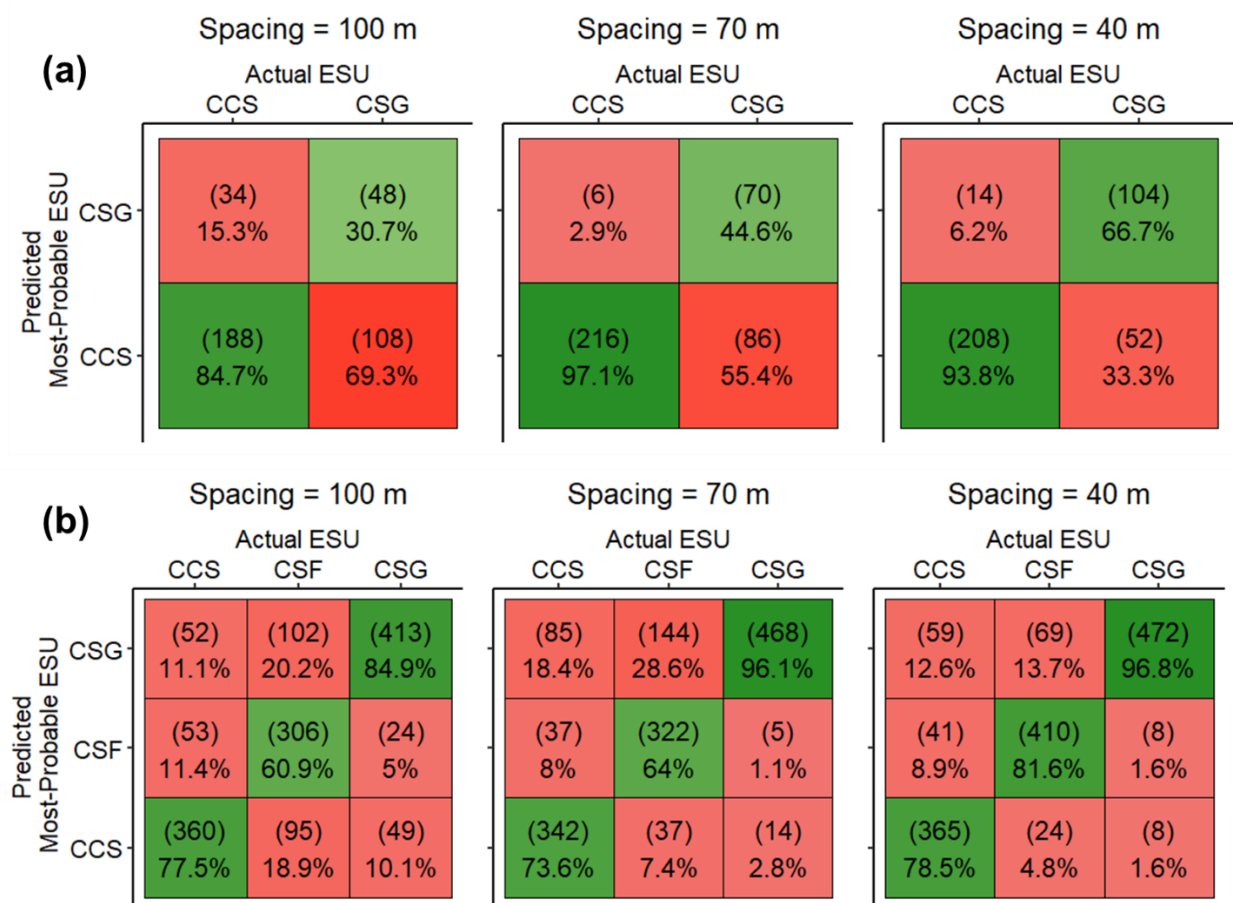 (a)
Spacing = 100 m
Spacing = 70 m
Spacing = 40 m
Actual ESU
Actual ESU
Actual ESU
CCS CSG
CCS CSG
CCS CSG
Predicted
Most-Probable ESU
CSG
(34) (48)
15.3% 30.7%
(6) (70)
2.9% 44.6%
(14) (104)
6.2% 66.7%
CCS
(188) (108)
84.7% 69.3%
(216) (86)
97.1% 55.4%
(208) (52)
93.8% 33.3%
(b)
Spacing = 100 m
Spacing = 70 m
Spacing = 40 m
Actual ESU
Actual ESU
Actual ESU
CCS CSF CSG
CCS CSF CSG
CCS CSF CSG
Predicted
Most-Probable ESU
CSG
(52) (102) (413)
11.1% 20.2% 84.9%
(85) (144) (468)
18.4% 28.6% 96.1%
(59) (69) (472)
12.6% 13.7% 96.8%
CSF
(53) (306) (24)
11.4% 60.9% 5%
(37) (322) (5)
8% 64% 1.1%
(41) (410) (8)
8.9% 81.6% 1.6%
CCS
(360) (95) (49)
77.5% 18.9% 10.1%
(342) (37) (14)
73.6% 7.4% 2.8%
(365) (24) (8)
78.5% 4.8% 1.6%